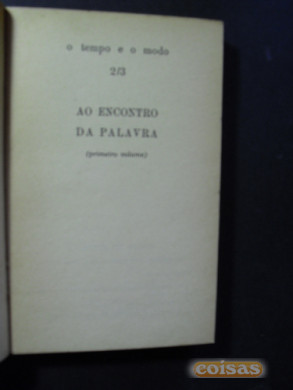 o tempo e o modo
2/3
AO ENCONTRO
DA PALAVRA
(primeiro volume)
coisas